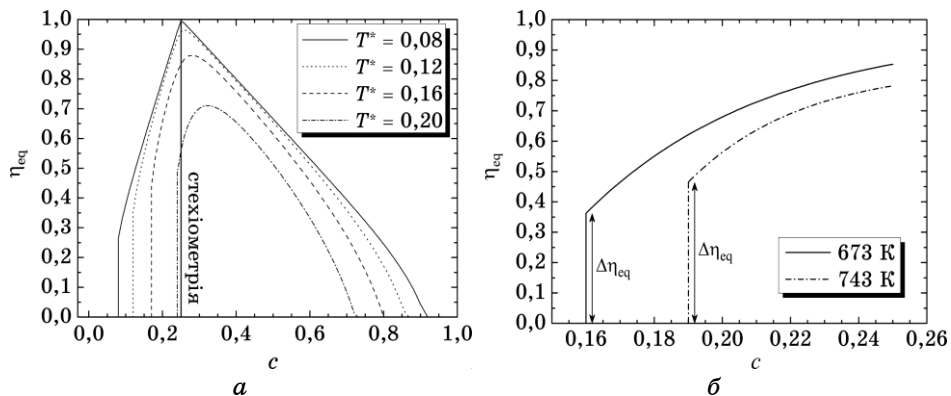 1,0
0,9
0,8
0,7
0,6
0,5
0,4
0,3
0,2
0,1
0,0
η_eq
0,0 0,2 0,4 0,6 0,8 1,0
c
T* = 0,08
T* = 0,12
T* = 0,16
T* = 0,20
стехіометрія
а
1,0
0,9
0,8
0,7
0,6
0,5
0,4
0,3
0,2
0,1
0,0
η_eq
0,16 0,18 0,20 0,22 0,24 0,26
c
Δη_eq
Δη_eq
673 К
743 К
б